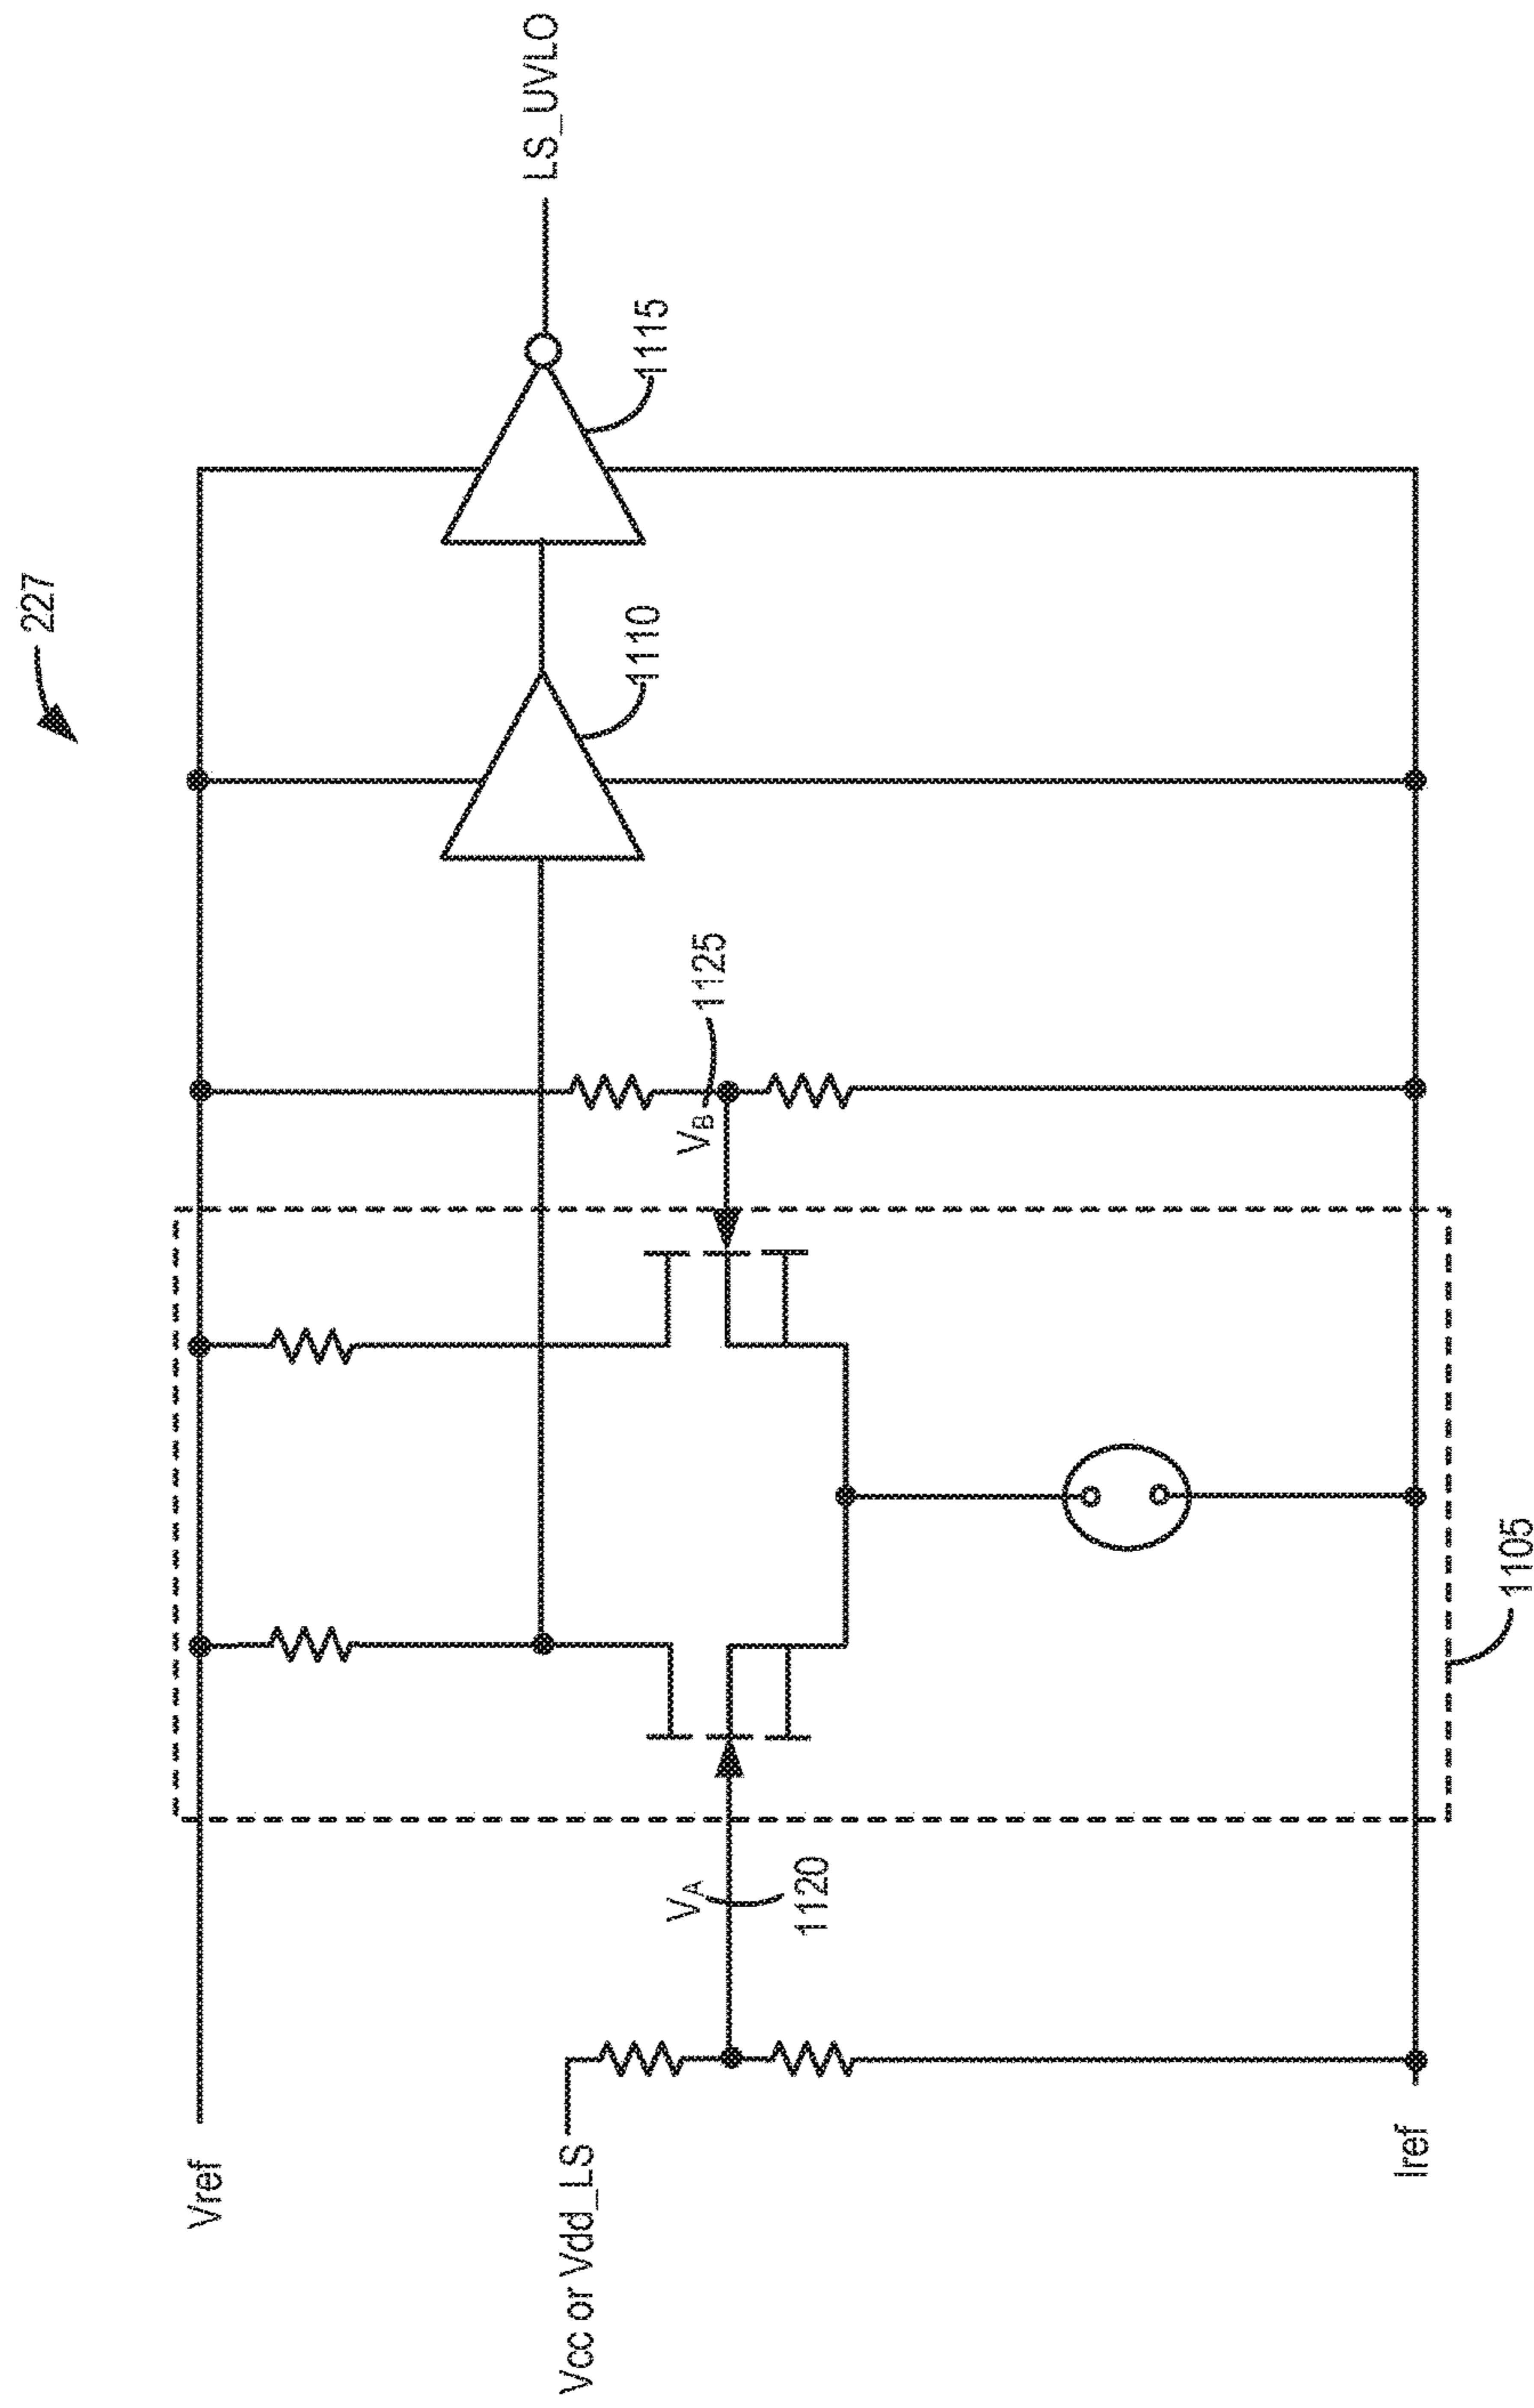 227
Vref
Vcc or Vdd_LS
Iref
VA
1120
1105
VB
1125
1110
1115
LS_UVLO